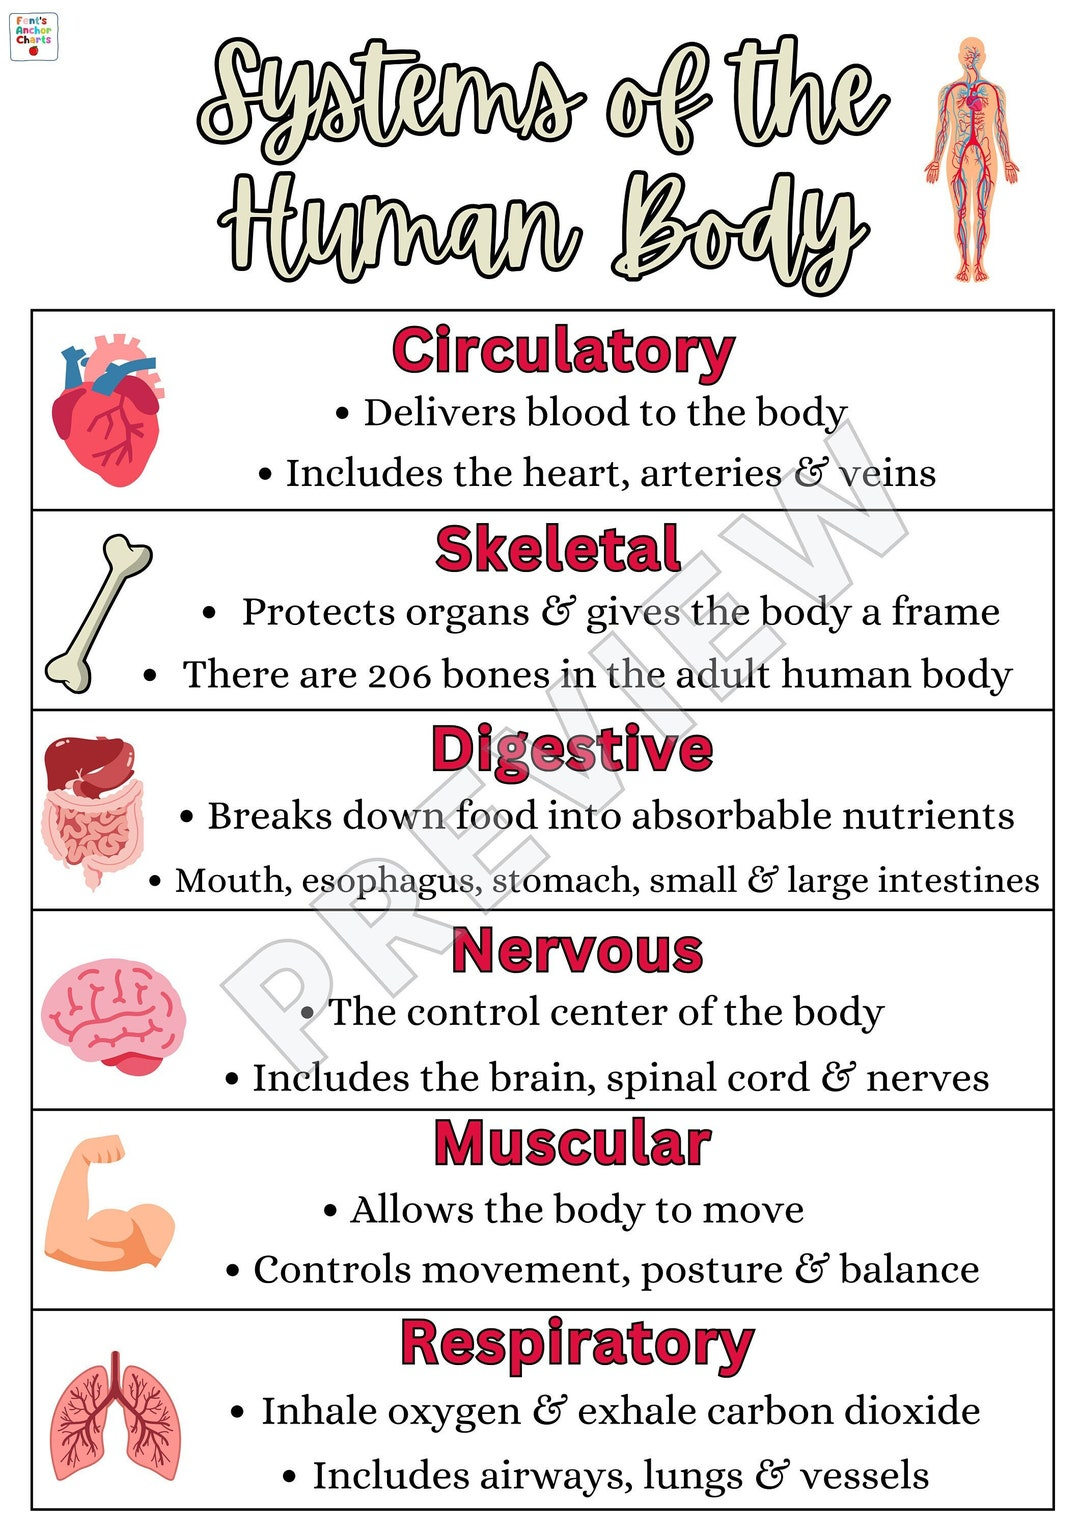 Fent's
Anchor
Charts
Systems of the
Human Body
Circulatory
• Delivers blood to the body
• Includes the heart, arteries & veins
Skeletal
• Protects organs & gives the body a frame
• There are 206 bones in the adult human body
Digestive
• Breaks down food into absorbable nutrients
• Mouth, esophagus, stomach, small & large intestines
Nervous
• The control center of the body
• Includes the brain, spinal cord & nerves
Muscular
• Allows the body to move
• Controls movement, posture & balance
Respiratory
• Inhale oxygen & exhale carbon dioxide
• Includes airways, lungs & vessels
PREVIEW